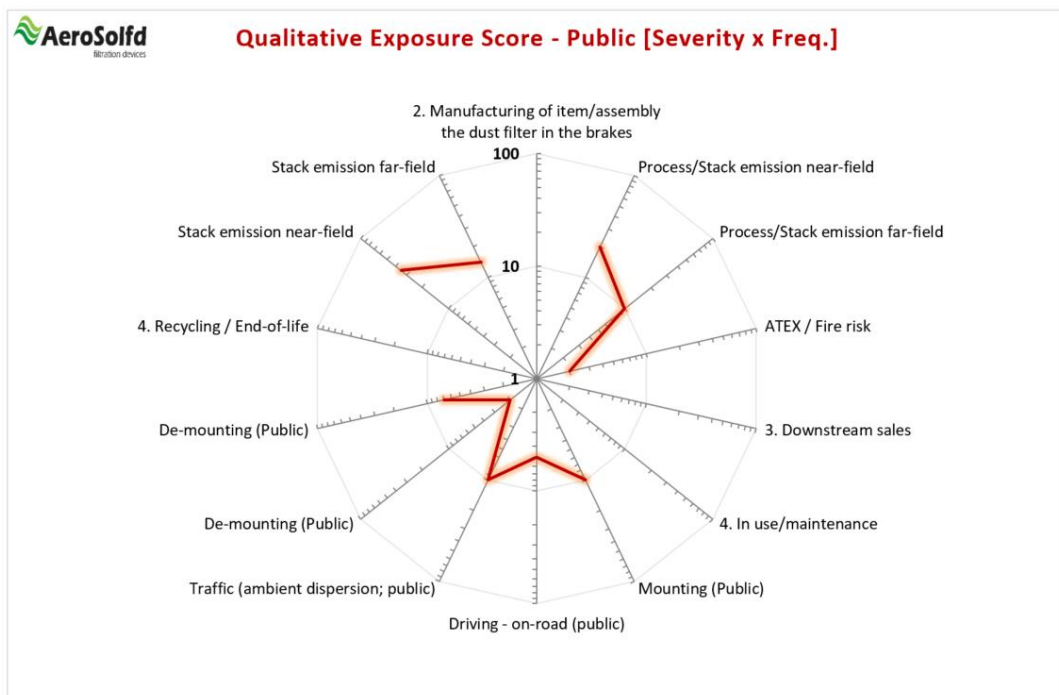 AeroSolfd
filtration devices
Qualitative Exposure Score - Public [Severity x Freq.]
2. Manufacturing of item/assembly
the dust filter in the brakes
100
Stack emission far-field
Process/Stack emission near-field
Stack emission near-field
Process/Stack emission far-field
10
4. Recycling / End-of-life
ATEX / Fire risk
1
De-mounting (Public)
3. Downstream sales
De-mounting (Public)
4. In use/maintenance
Traffic (ambient dispersion; public)
Mounting (Public)
Driving - on-road (public)